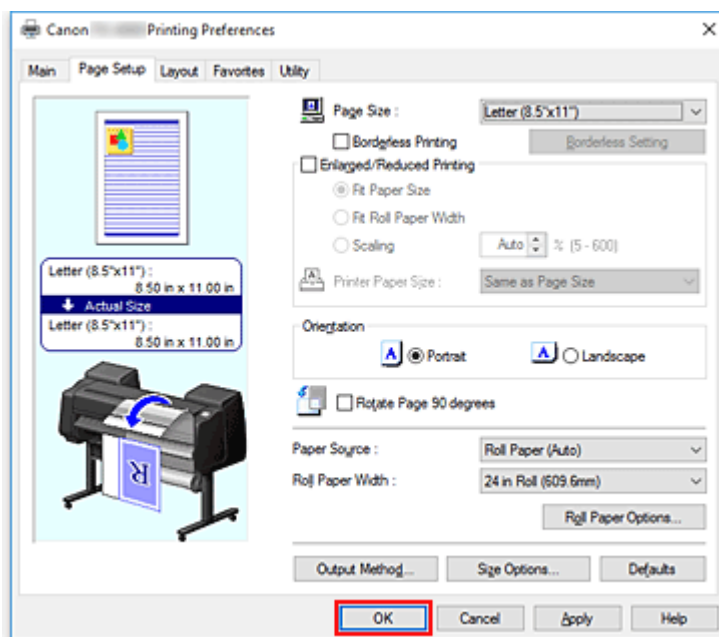 Canon Printing Preferences
Main Page Setup Layout Favorites Utility
Page Size : Letter (8.5"x11")
Borderless Printing Borderless Setting
Enlarged/Reduced Printing
Fit Paper Size
Fit Roll Paper Width
Scaling Auto % (5 - 600)
Printer Paper Size : Same as Page Size
Letter (8.5"x11") :
8.50 in x 11.00 in
Actual Size
Letter (8.5"x11") :
8.50 in x 11.00 in
Orientation
A Portrait A Landscape
Rotate Page 90 degrees
R
Paper Source : Roll Paper (Auto)
Roll Paper Width : 24 in Roll (609.6mm)
Roll Paper Options...
Output Method... Size Options... Defaults
OK Cancel Apply Help